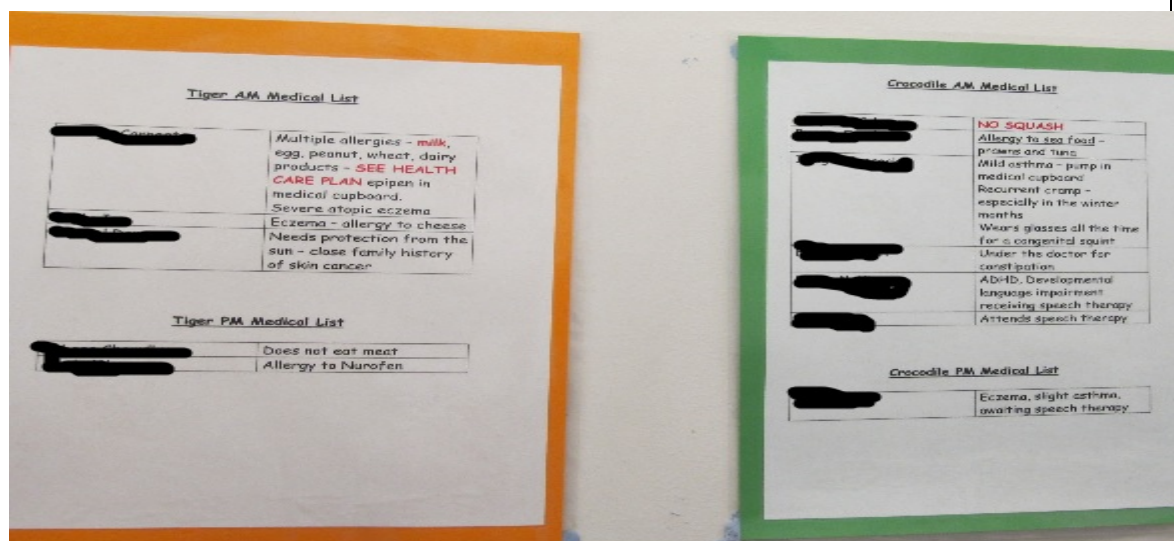 Tiger AM Medical List
Multiple allergies - milk,
egg, peanut, wheat, dairy
products - SEE HEALTH
CARE PLAN epipen in
medical cupboard.
Severe atopic eczema
Eczema - allergy to cheese
Needs protection from the
sun - close family history
of skin cancer
Tiger PM Medical List
Does not eat meat
Allergy to Nurofen
Crocodile AM Medical List
NO SQUASH
Allergy to sea food -
prawns and tuna
Mild asthma - pump in
medical cupboard
Recurrent cramp -
especially in the winter
months
Wears glasses all the time
for a congenital squint
Under the doctor for
constipation
ADHD, Developmental
language impairment
receiving speech therapy
Attends speech therapy
Crocodile PM Medical List
Eczema, slight asthma,
awaiting speech therapy